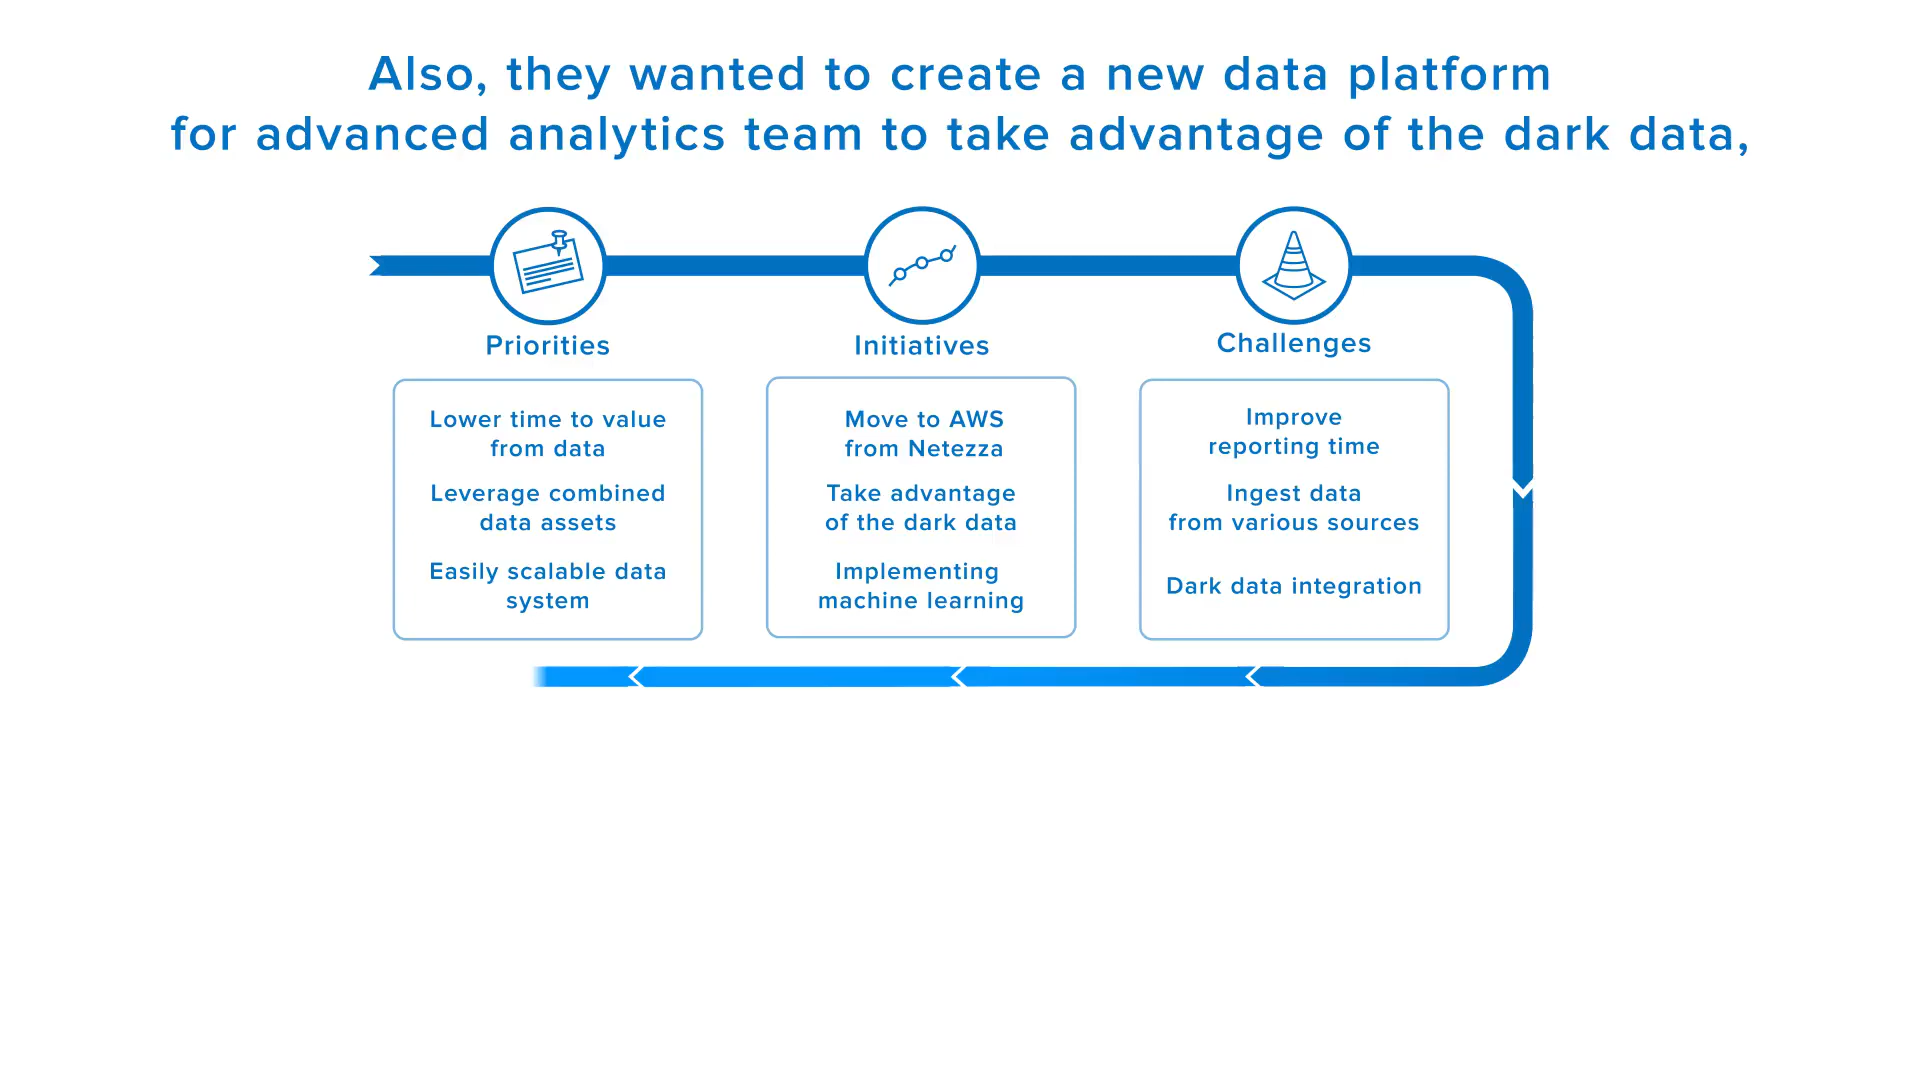 Also, they wanted to create a new data platform
for advanced analytics team to take advantage of the dark data,
Priorities
Lower time to value
from data
Leverage combined
data assets
Easily scalable data
system
Initiatives
Move to AWS
from Netezza
Take advantage
of the dark data
Implementing
machine learning
Challenges
Improve
reporting time
Ingest data
from various sources
Dark data integration